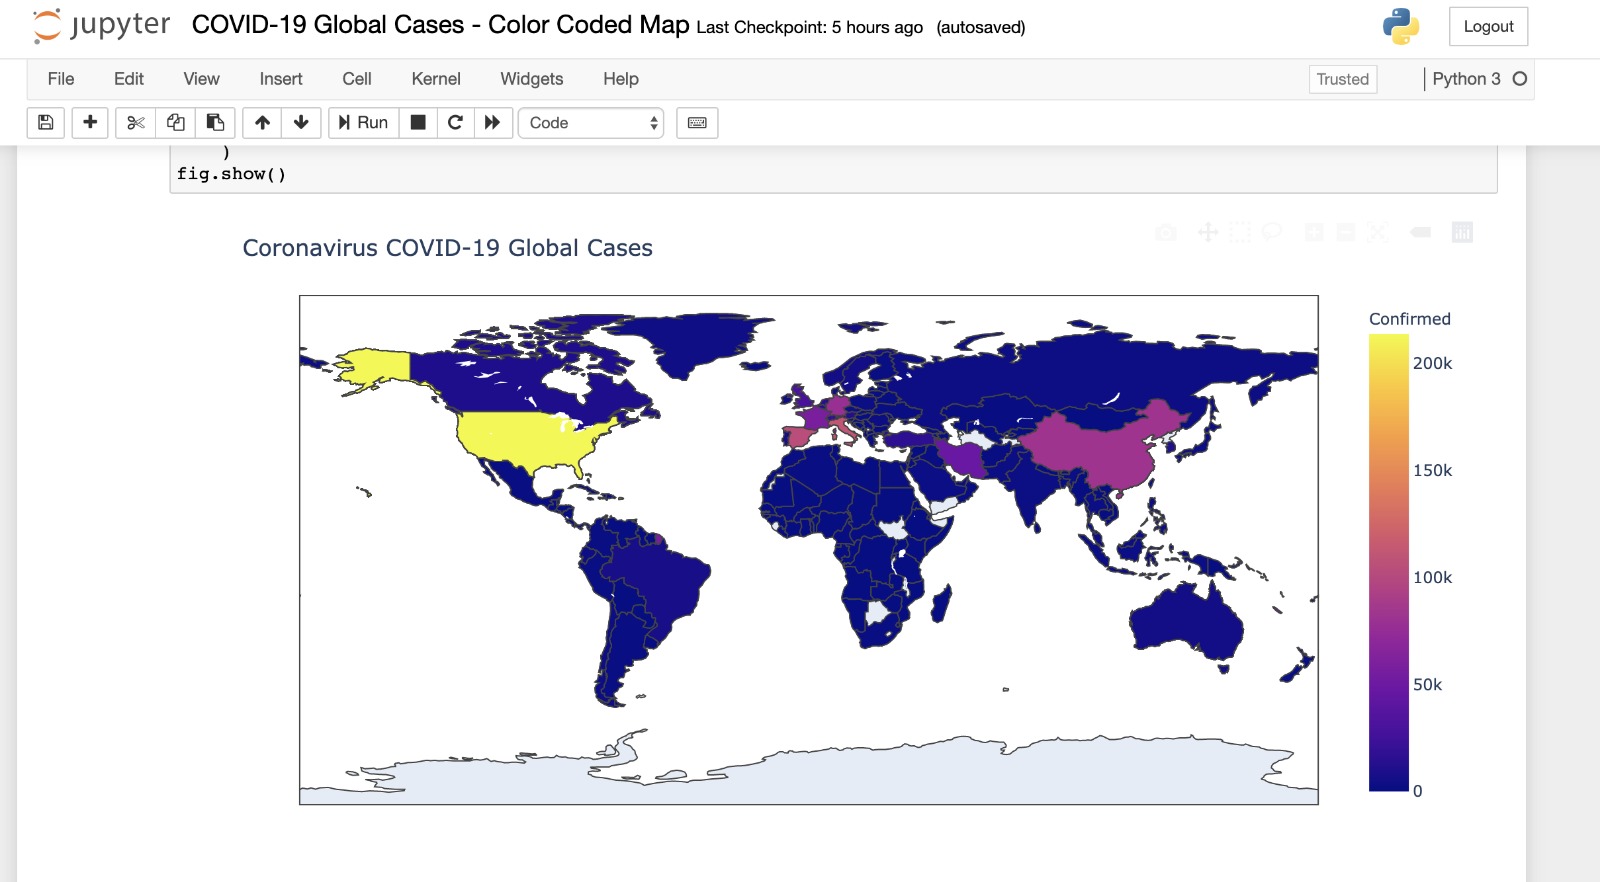 jupyter COVID-19 Global Cases - Color Coded Map Last Checkpoint: 5 hours ago (autosaved) Logout
File Edit View Insert Cell Kernel Widgets Help Trusted Python 3
Run Code
)
fig.show()
Coronavirus COVID-19 Global Cases
Confirmed
200k
150k
100k
50k
0